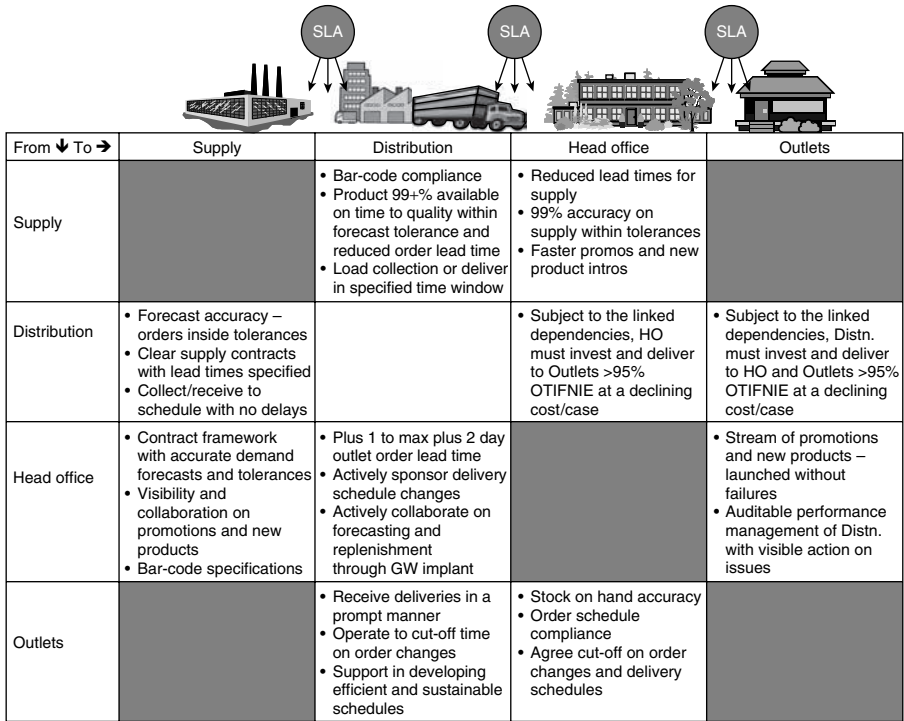 SLA
SLA
SLA
From ↓ To →
Supply
Distribution
Head office
Outlets
Supply
• Bar-code compliance
• Product 99+% available
on time to quality within
forecast tolerance and
reduced order lead time
• Load collection or deliver
in specified time window
• Reduced lead times for
supply
• 99% accuracy on
supply within tolerances
• Faster promos and new
product intros
Distribution
• Forecast accuracy –
orders inside tolerances
• Clear supply contracts
with lead times specified
• Collect/receive to
schedule with no delays
• Subject to the linked
dependencies, HO
must invest and deliver
to Outlets >95%
OTIFNIE at a declining
cost/case
• Subject to the linked
dependencies, Distn.
must invest and deliver
to HO and Outlets >95%
OTIFNIE at a declining
cost/case
Head office
• Contract framework
with accurate demand
forecasts and tolerances
• Visibility and
collaboration on
promotions and new
products
• Bar-code specifications
• Plus 1 to max plus 2 day
outlet order lead time
• Actively sponsor delivery
schedule changes
• Actively collaborate on
forecasting and
replenishment
through GW implant
• Stream of promotions
and new products –
launched without
failures
• Auditable performance
management of Distn.
with visible action on
issues
Outlets
• Receive deliveries in a
prompt manner
• Operate to cut-off time
on order changes
• Support in developing
efficient and sustainable
schedules
• Stock on hand accuracy
• Order schedule
compliance
• Agree cut-off on order
changes and delivery
schedules